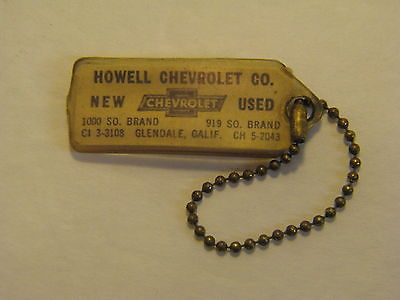 HOWELL CHEVROLET CO.
NEW CHEVROLET USED
1000 SO. BRAND 919 SO. BRAND
CI 3-3108 GLENDALE, CALIF. CH 5-2043